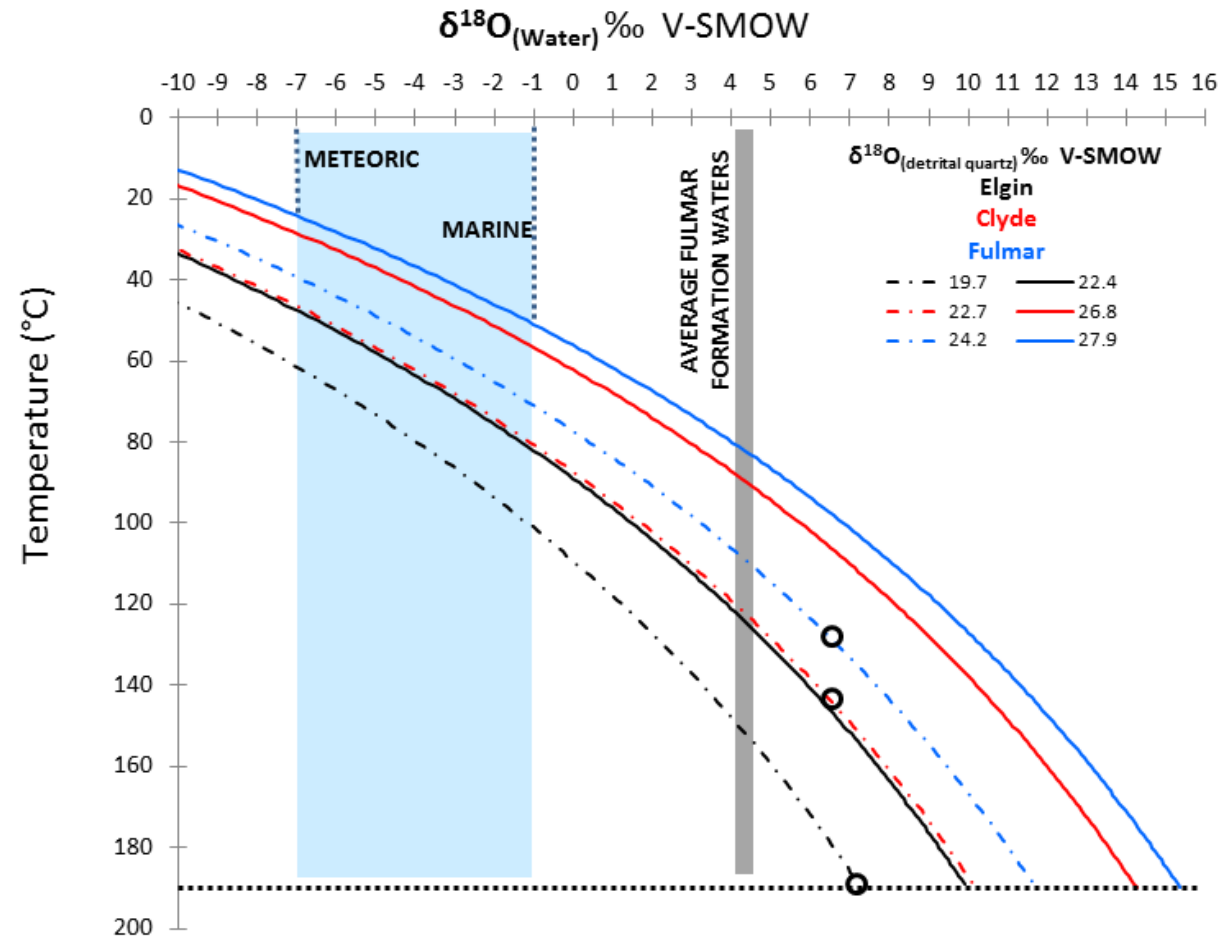 δ¹⁸O(Water)‰ V-SMOW
-10 -9 -8 -7 -6 -5 -4 -3 -2 -1 0 1 2 3 4 5 6 7 8 9 10 11 12 13 14 15 16
0
20
40
60
80
100
120
140
160
180
200
Temperature (°C)
METEORIC
MARINE
AVERAGE FULMAR
FORMATION WATERS
δ¹⁸O(detrital quartz)‰ V-SMOW
Elgin
Clyde
Fulmar
19.7 22.4
22.7 26.8
24.2 27.9